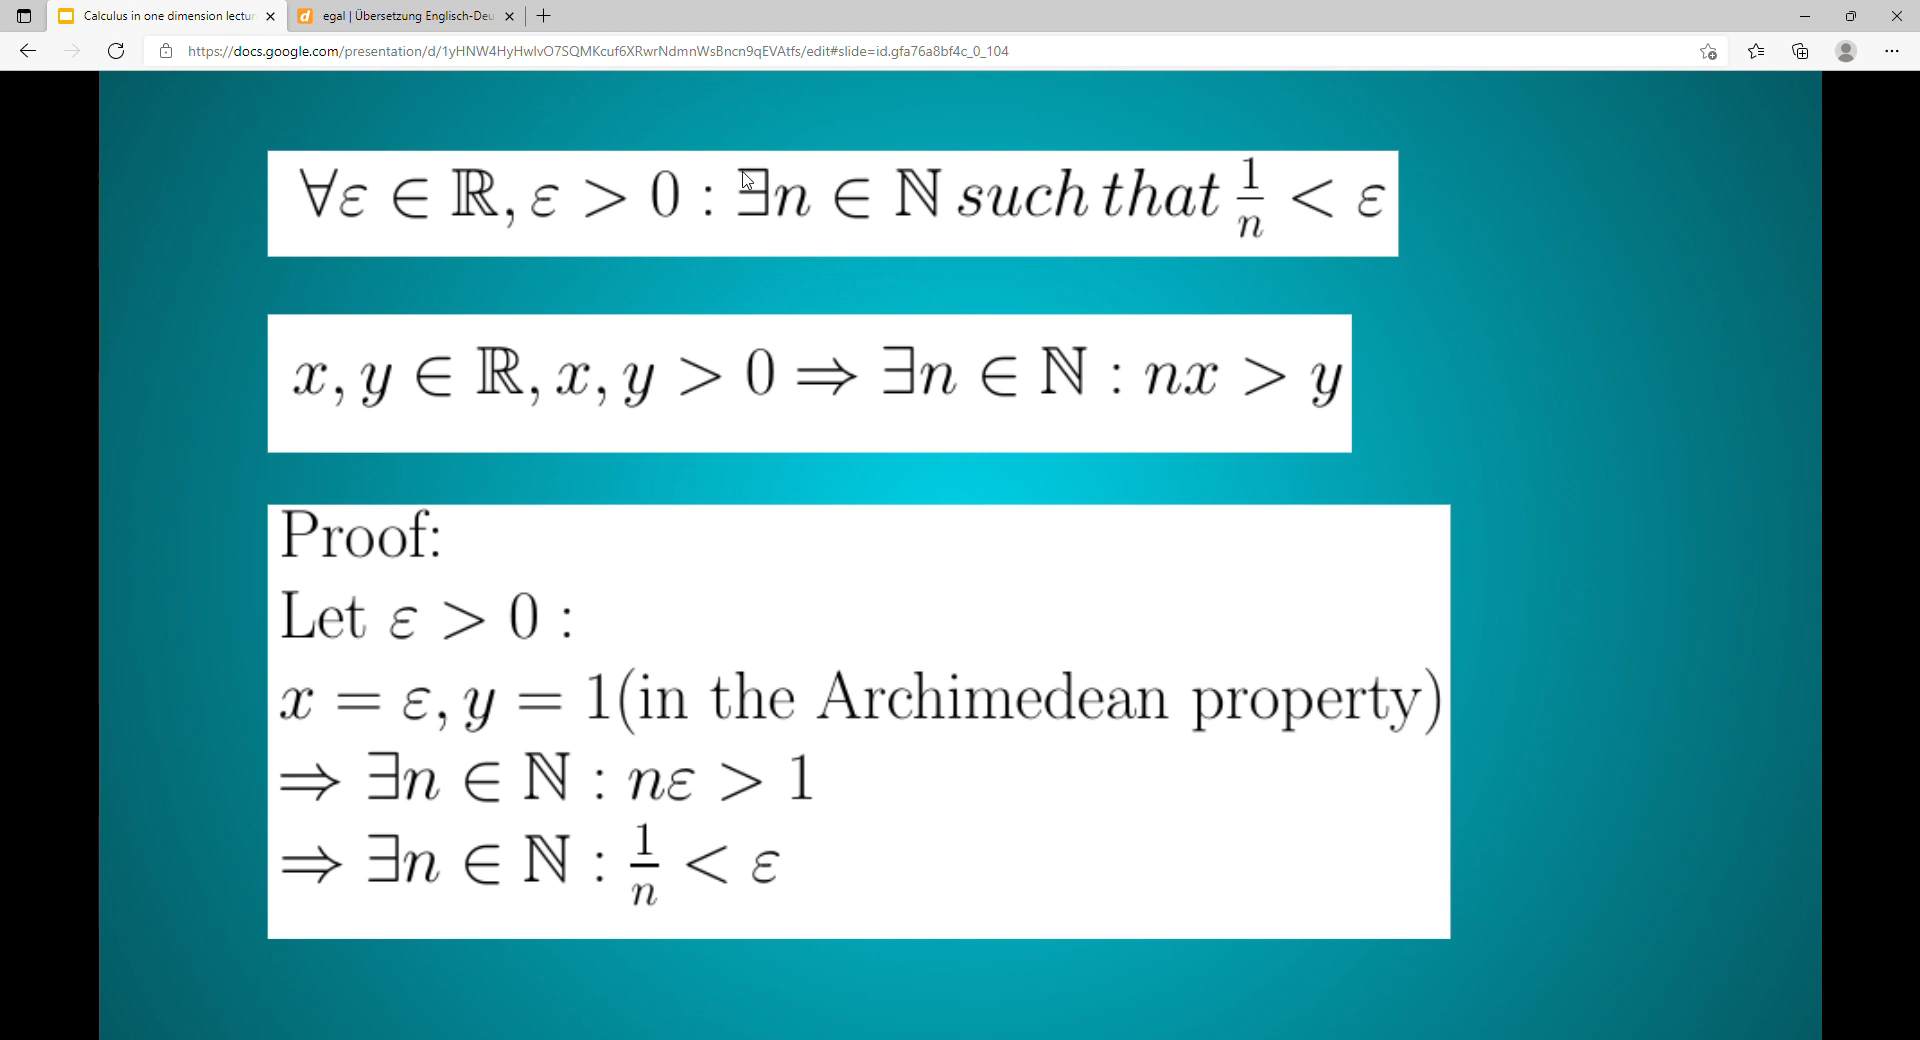 Calculus in one dimension lectur
egal | Übersetzung Englisch-Deu
https://docs.google.com/presentation/d/1yHNW4HyHwlvO7SQMKcuf6XRwrNdmnWsBncn9qEVAtfs/edit#slide=id.gfa76a8bf4c_0_104
∀ε ∈ ℝ, ε > 0 : ∃n ∈ ℕ such that 1/n < ε
x, y ∈ ℝ, x, y > 0 ⇒ ∃n ∈ ℕ : nx > y
Proof:
Let ε > 0 :
x = ε, y = 1(in the Archimedean property)
⇒ ∃n ∈ ℕ : nε > 1
⇒ ∃n ∈ ℕ : 1/n < ε